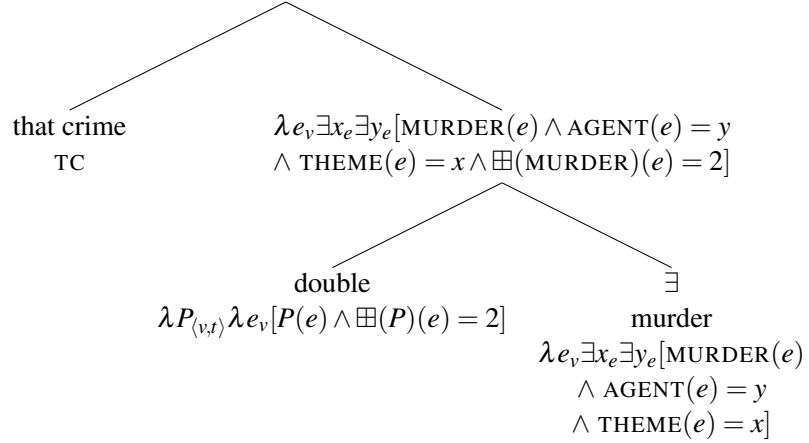 that crime
TC
λe_v∃x_e∃y_e[MURDER(e) ∧ AGENT(e) = y
∧ THEME(e) = x ∧ ⊞(MURDER)(e) = 2]
double
λP_⟨v,t⟩λe_v[P(e) ∧ ⊞(P)(e) = 2]
∃
murder
λe_v∃x_e∃y_e[MURDER(e)
∧ AGENT(e) = y
∧ THEME(e) = x]